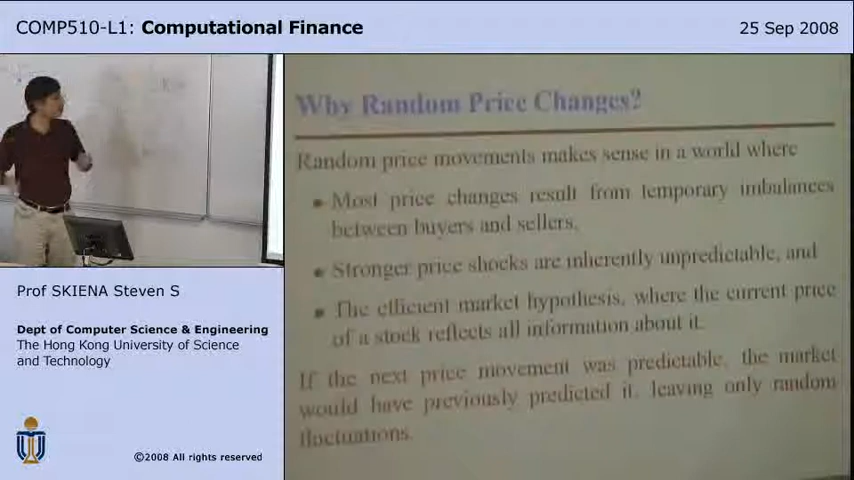 COMP510-L1: Computational Finance
25 Sep 2008
Why Random Price Changes?
Random price movements makes sense in a world where
Most price changes result from temporary imbalances
between buyers and sellers,
Stronger price shocks are inherently unpredictable, and
The efficient market hypothesis, where the current price
of a stock reflects all information about it.
If the next price movement was predictable, the market
would have previously predicted it, leaving only random
fluctuations.
Prof SKIENA Steven S
Dept of Computer Science & Engineering
The Hong Kong University of Science
and Technology
©2008 All rights reserved